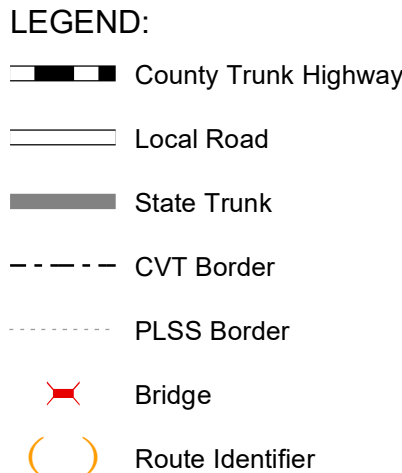 LEGEND:
County Trunk Highway
Local Road
State Trunk
CVT Border
PLSS Border
Bridge
( ) Route Identifier